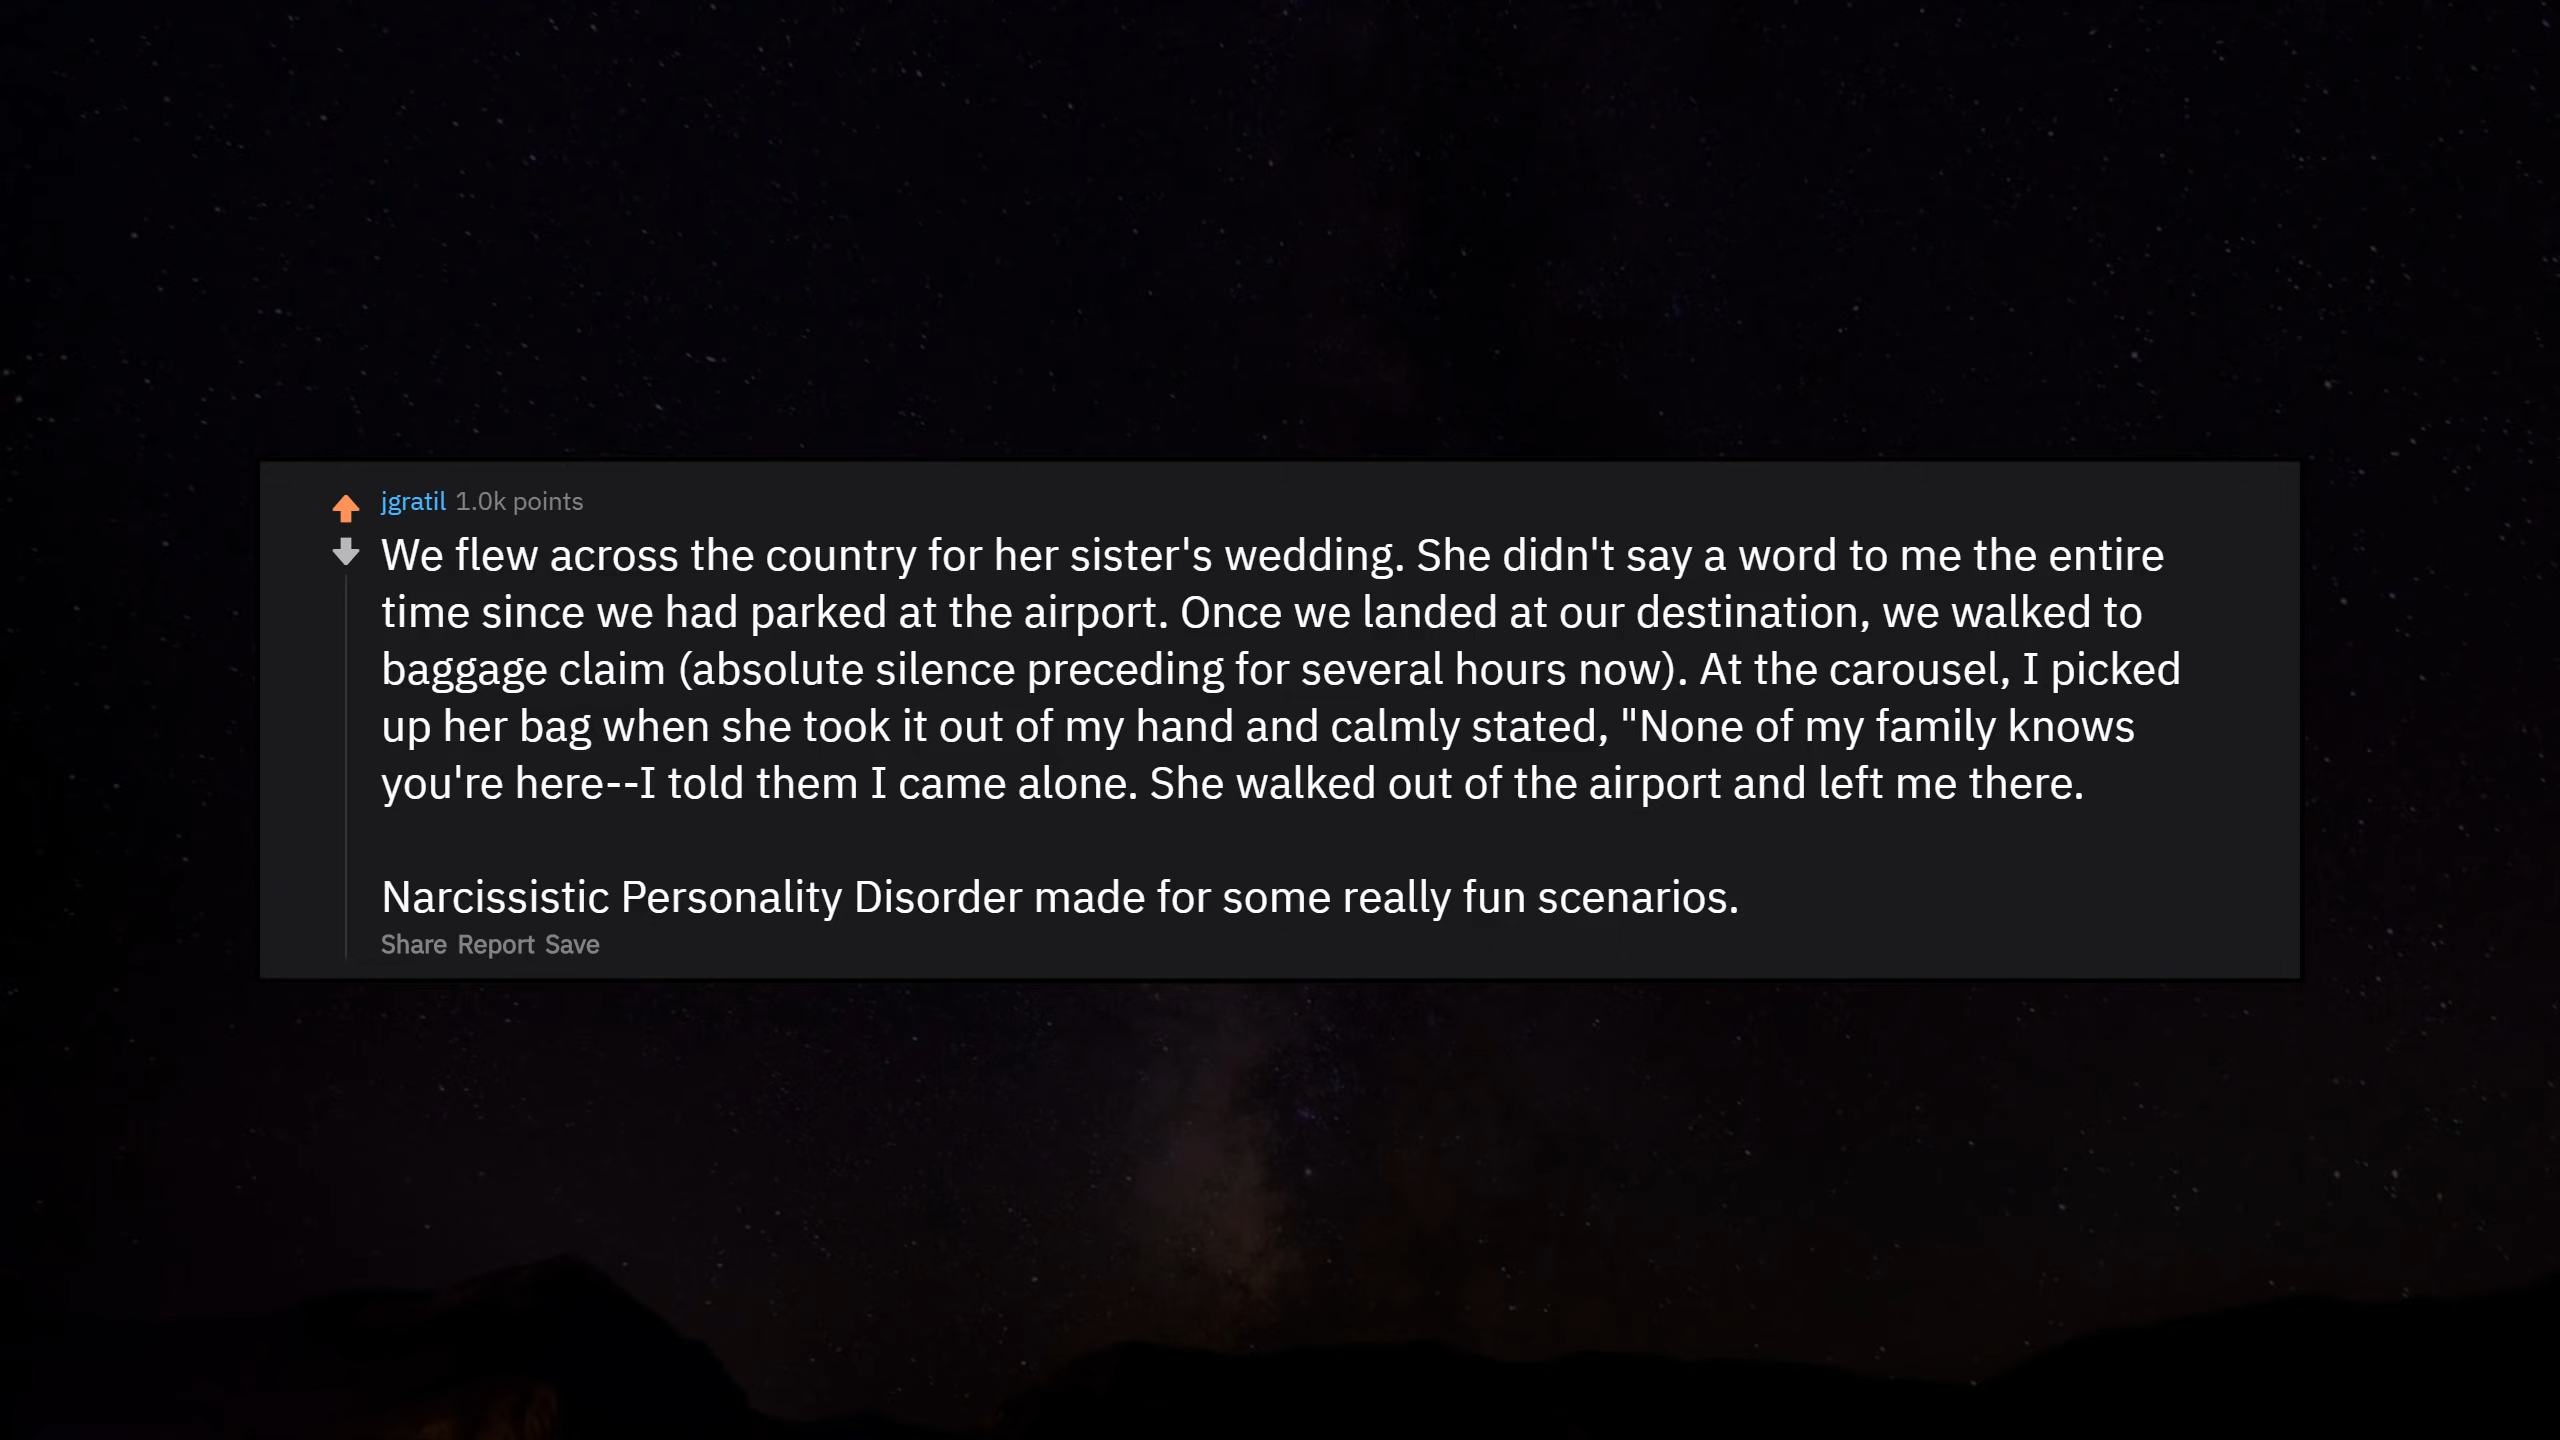 jgratil 1.0k points
We flew across the country for her sister's wedding. She didn't say a word to me the entire
time since we had parked at the airport. Once we landed at our destination, we walked to
baggage claim (absolute silence preceding for several hours now). At the carousel, I picked
up her bag when she took it out of my hand and calmly stated, "None of my family knows
you're here--I told them I came alone. She walked out of the airport and left me there.
Narcissistic Personality Disorder made for some really fun scenarios.
Share Report Save